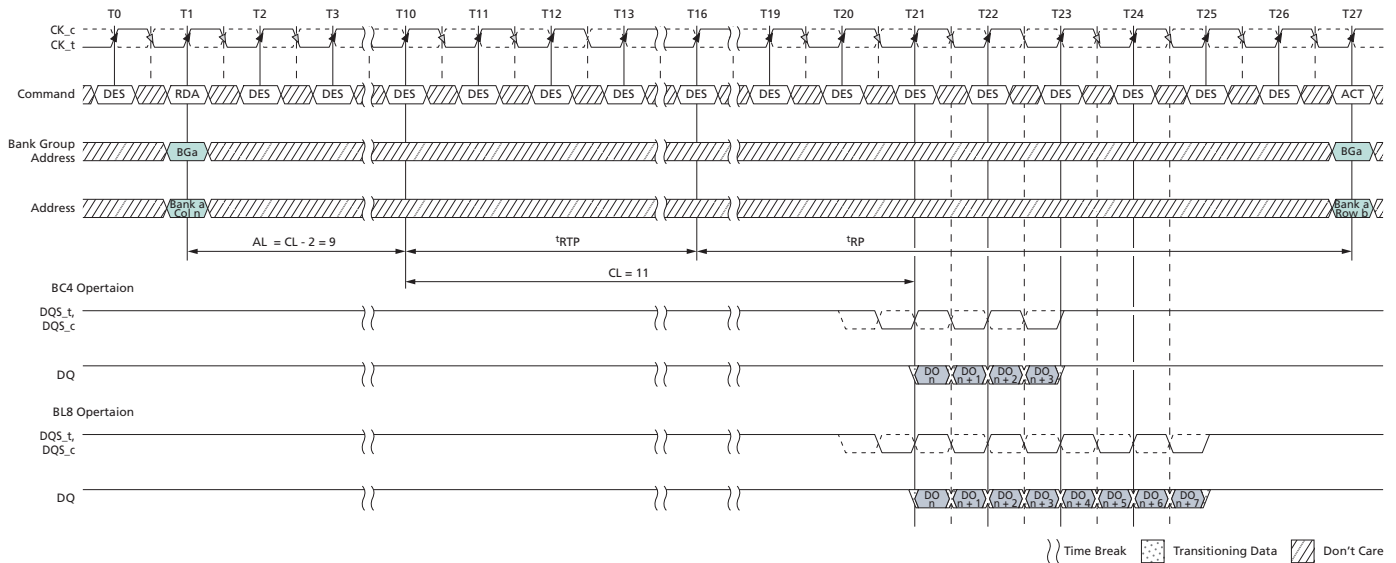 T0 T1 T2 T3 T10 T11 T12 T13 T16 T19 T20 T21 T22 T23 T24 T25 T26 T27
CK_c
CK_t
Command DES RDA DES DES DES DES DES DES DES DES DES DES DES DES DES DES DES ACT
Bank Group
Address
BGa BGa
Address
Bank a
Col n
Bank a
Row b
AL = CL - 2 = 9 tRTP tRP
CL = 11
BC4 Opertaion
DQS_t,
DQS_c
DQ
DO
n
DO
n + 1
DO
n + 2
DO
n + 3
BL8 Opertaion
DQS_t,
DQS_c
DQ
DO
n
DO
n + 1
DO
n + 2
DO
n + 3
DO
n + 4
DO
n + 5
DO
n + 6
DO
n + 7
Time Break Transitioning Data Don't Care